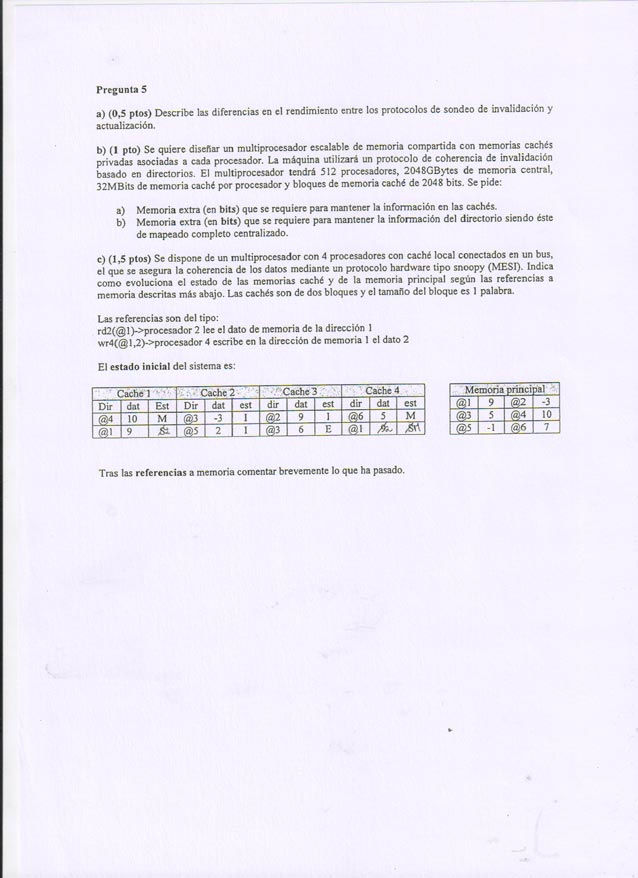 Pregunta 5
a) (0,5 ptos) Describe las diferencias en el rendimiento entre los protocolos de sondeo de invalidación y
actualización.
b) (1 pto) Se quiere diseñar un multiprocesador escalable de memoria compartida con memorias cachés
privadas asociadas a cada procesador. La máquina utilizará un protocolo de coherencia de invalidación
basado en directorios. El multiprocesador tendrá 512 procesadores, 2048GBytes de memoria central,
32MBits de memoria caché por procesador y bloques de memoria caché de 2048 bits. Se pide:
a) Memoria extra (en bits) que se requiere para mantener la información en las cachés.
b) Memoria extra (en bits) que se requiere para mantener la información del directorio siendo éste
de mapeado completo centralizado.
c) (1,5 ptos) Se dispone de un multiprocesador con 4 procesadores con caché local conectados en un bus,
el que se asegura la coherencia de los datos mediante un protocolo hardware tipo snoopy (MESI). Indica
como evoluciona el estado de las memorias caché y de la memoria principal según las referencias a
memoria descritas más abajo. Las cachés son de dos bloques y el tamaño del bloque es 1 palabra.
Las referencias son del tipo:
rd2(@1)->procesador 2 lee el dato de memoria de la dirección 1
wr4(@1,2)->procesador 4 escribe en la dirección de memoria 1 el dato 2
El estado inicial del sistema es:
Cache 1 Cache 2 Cache 3 Cache 4 Memoria principal
Dir dat Est Dir dat est dir dat est dir dat est @1 9 @2 -3
@4 10 M @3 -3 I @2 9 I @6 5 M @3 5 @4 10
@1 9 @5 2 I @3 6 E @1 @5 -1 @6 7
Tras las referencias a memoria comentar brevemente lo que ha pasado.